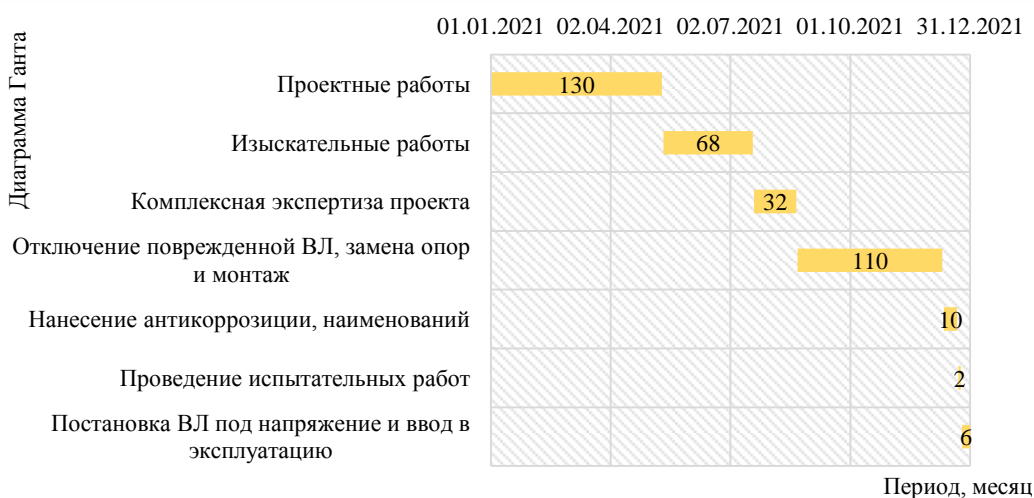 01.01.2021 02.04.2021 02.07.2021 01.10.2021 31.12.2021
Диаграмма Ганта
Проектные работы
130
Изыскательные работы
68
Комплексная экспертиза проекта
32
Отключение поврежденной ВЛ, замена опор
и монтаж
110
Нанесение антикоррозиции, наименований
10
Проведение испытательных работ
2
Постановка ВЛ под напряжение и ввод в
эксплуатацию
6
Период, месяц